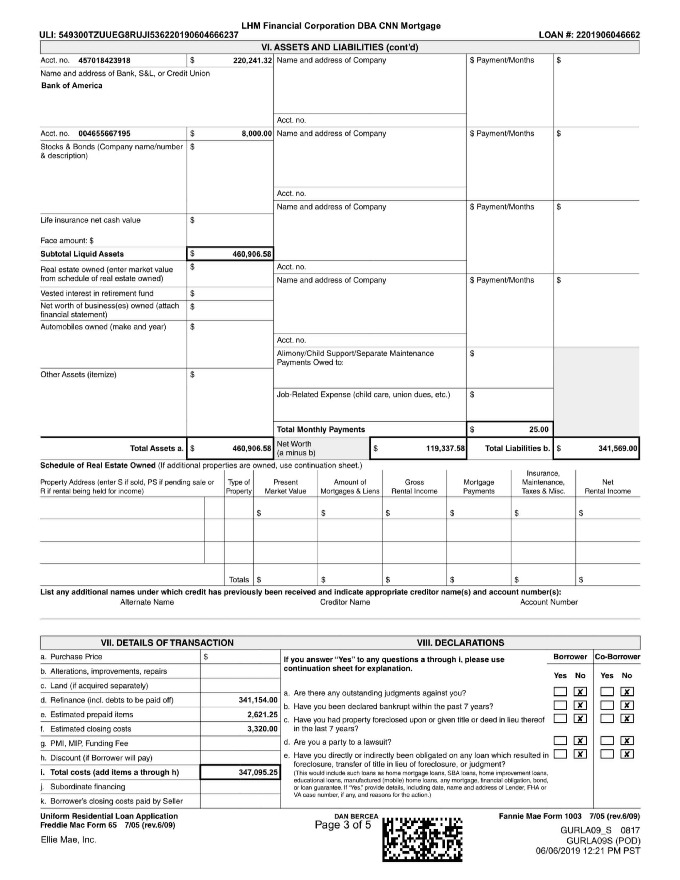 LHM Financial Corporation DBA CNN Mortgage
ULI: 549300TZUUEG8RUJI536220190604666237 LOAN #: 2201906046662
VI. ASSETS AND LIABILITIES (cont'd)
Acct. no. 457018423918 $ 220,241.32 Name and address of Company $ Payment/Months $
Name and address of Bank, S&L, or Credit Union
Bank of America
Acct. no.
Acct. no. 004655667195 $ 8,000.00 Name and address of Company $ Payment/Months $
Stocks & Bonds (Company name/number $
& description)
Acct. no.
Name and address of Company $ Payment/Months $
Life insurance net cash value $
Face amount: $
Subtotal Liquid Assets $ 460,906.58
Real estate owned (enter market value $ Acct. no.
from schedule of real estate owned) Name and address of Company $ Payment/Months $
Vested interest in retirement fund $
Net worth of business(es) owned (attach $
financial statement)
Automobiles owned (make and year) $
Acct. no.
Alimony/Child Support/Separate Maintenance $
Payments Owed to:
Other Assets (itemize) $
Job-Related Expense (child care, union dues, etc.) $
Total Monthly Payments $ 25.00
Total Assets a. $ 460,906.58 Net Worth $ 119,337.58 Total Liabilities b. $ 341,569.00
(a minus b)
Schedule of Real Estate Owned (If additional properties are owned, use continuation sheet.)
Property Address (enter S if sold, PS if pending sale or Type of Present Amount of Gross Mortgage Insurance, Net
R if rental being held for income) Property Market Value Mortgages & Liens Rental Income Payments Maintenance, Rental Income
Taxes & Misc.
$ $ $ $ $ $
Totals $ $ $ $ $ $
List any additional names under which credit has previously been received and indicate appropriate creditor name(s) and account number(s):
Alternate Name Creditor Name Account Number
VII. DETAILS OF TRANSACTION VIII. DECLARATIONS
a. Purchase Price $
b. Alterations, improvements, repairs
c. Land (if acquired separately)
d. Refinance (incl. debts to be paid off) 341,154.00
e. Estimated prepaid items 2,621.25
f. Estimated closing costs 3,320.00
g. PMI, MIP, Funding Fee
h. Discount (if Borrower will pay)
i. Total costs (add items a through h) 347,095.25
j. Subordinate financing
k. Borrower's closing costs paid by Seller
If you answer "Yes" to any questions a through i, please use Borrower Co-Borrower
continuation sheet for explanation. Yes No Yes No
a. Are there any outstanding judgments against you? X X
b. Have you been declared bankrupt within the past 7 years? X X
c. Have you had property foreclosed upon or given title or deed in lieu thereof X X
in the last 7 years?
d. Are you a party to a lawsuit? X X
e. Have you directly or indirectly been obligated on any loan which resulted in X X
foreclosure, transfer of title in lieu of foreclosure, or judgment?
(This would include such loans as home mortgage loans, SBA loans, home improvement loans,
educational loans, manufactured (mobile) home loans, any mortgage, financial obligation, bond,
or loan guarantee. If "Yes," provide details, including date, name and address of Lender, FHA or
VA case number, if any, and reasons for the action.)
Uniform Residential Loan Application DAN BERCEA Fannie Mae Form 1003 7/05 (rev.6/09)
Freddie Mac Form 65 7/05 (rev.6/09) Page 3 of 5
Ellie Mae, Inc. GURLA09_S 0817
GURLA09S (POD)
06/06/2019 12:21 PM PST